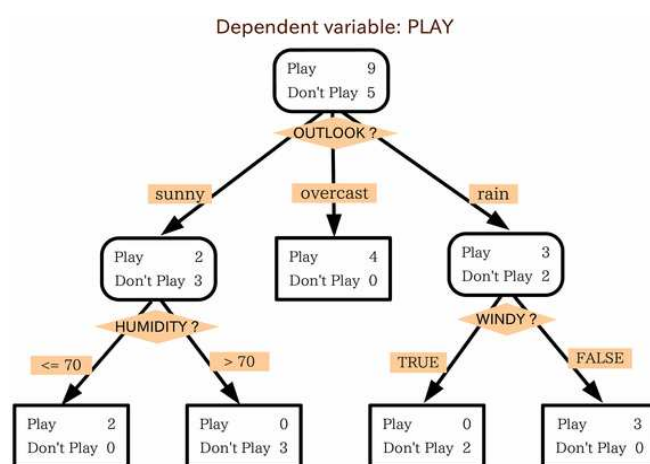 Dependent variable: PLAY
Play 9
Don't Play 5
OUTLOOK ?
sunny
overcast
rain
Play 2
Don't Play 3
Play 4
Don't Play 0
Play 3
Don't Play 2
HUMIDITY ?
WINDY ?
<= 70
> 70
TRUE
FALSE
Play 2
Don't Play 0
Play 0
Don't Play 3
Play 0
Don't Play 2
Play 3
Don't Play 0